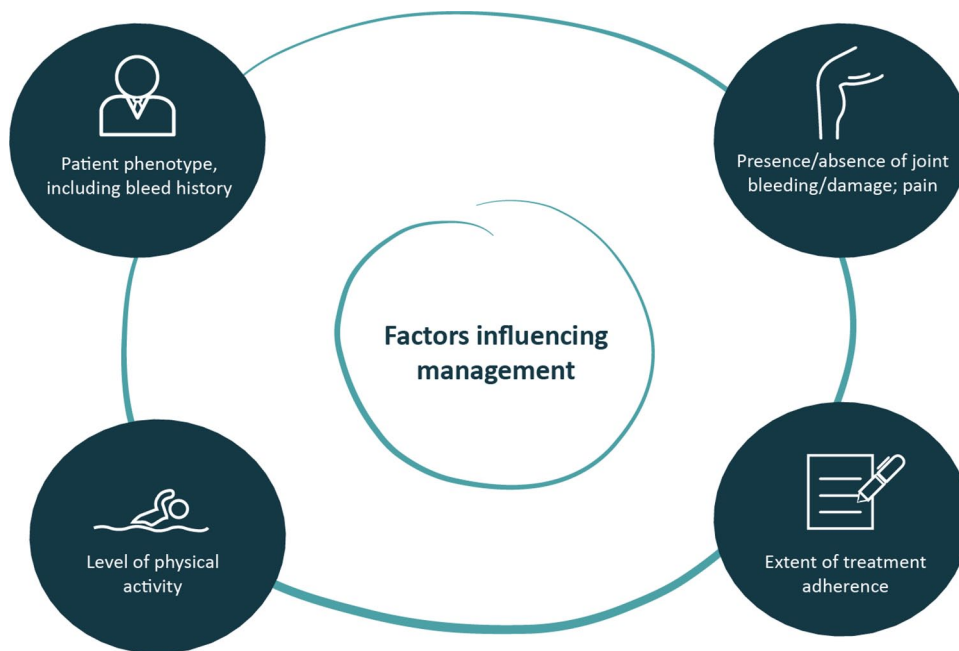 Patient phenotype,
including bleed history
Presence/absence of joint
bleeding/damage; pain
Factors influencing
management
Level of physical
activity
Extent of treatment
adherence